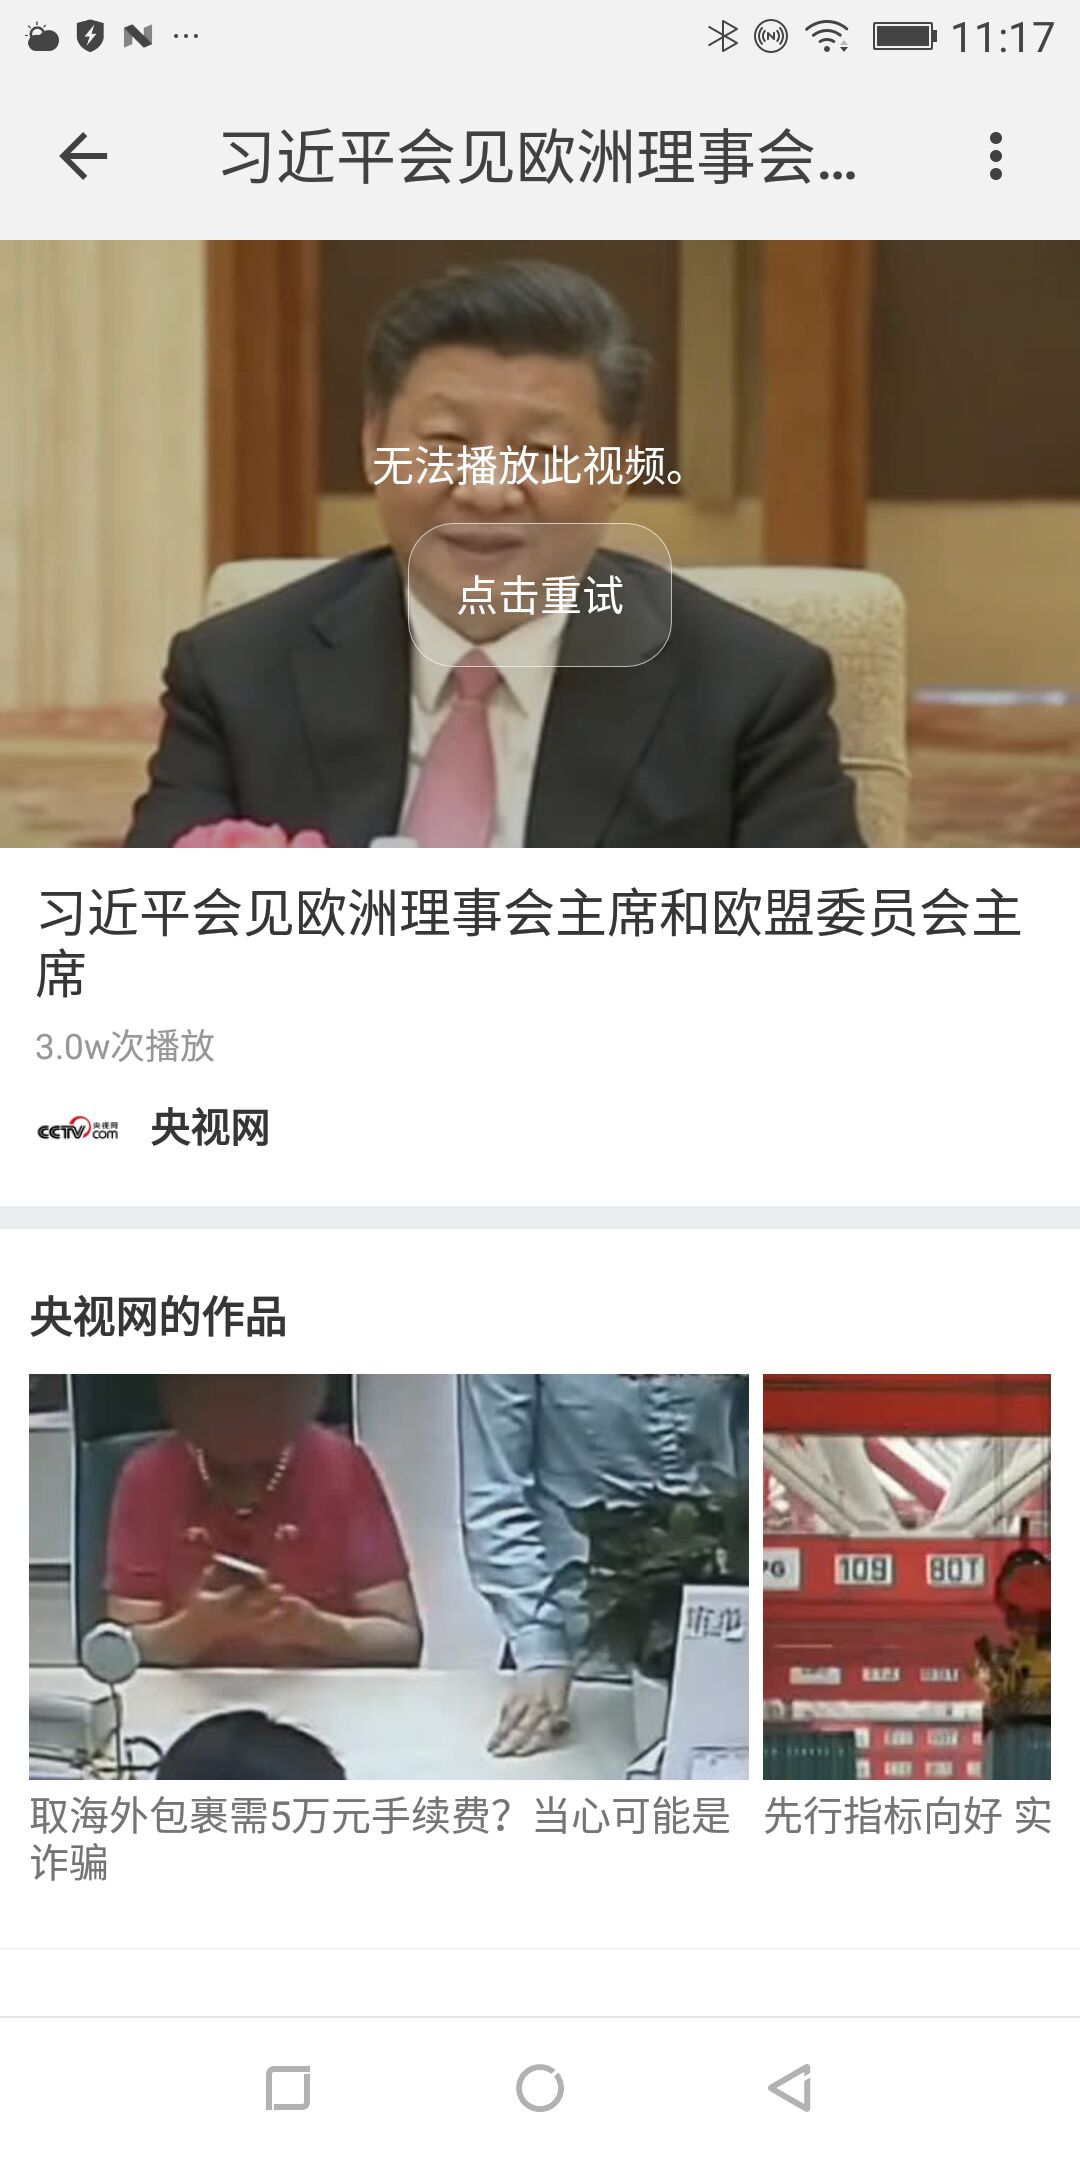 11:17
习近平会见欧洲理事会...
无法播放此视频。
点击重试
习近平会见欧洲理事会主席和欧盟委员会主
席
3.0w次播放
CCTV 央视网 com
央视网
央视网的作品
109 80T
取海外包裹需5万元手续费？当心可能是
诈骗
先行指标向好 实